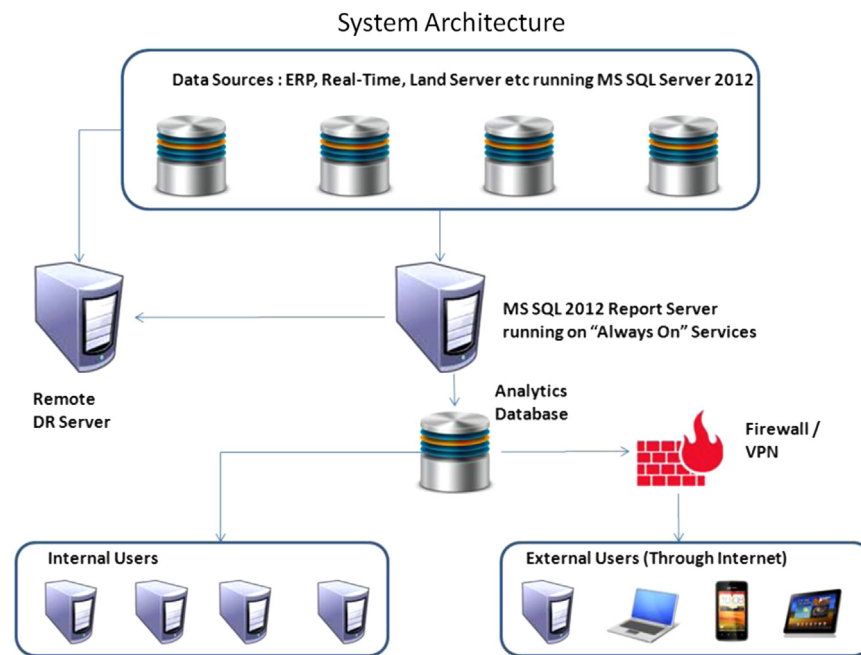 System Architecture
Data Sources : ERP, Real-Time, Land Server etc running MS SQL Server 2012
MS SQL 2012 Report Server
running on “Always On” Services
Remote
DR Server
Analytics
Database
Firewall /
VPN
Internal Users
External Users (Through Internet)